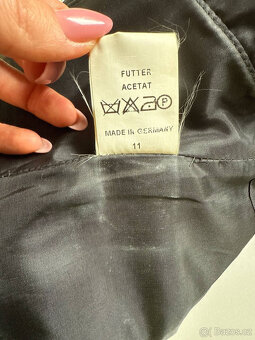 FUTTER
ACETAT
P
MADE IN GERMANY
11
Bazos.cz